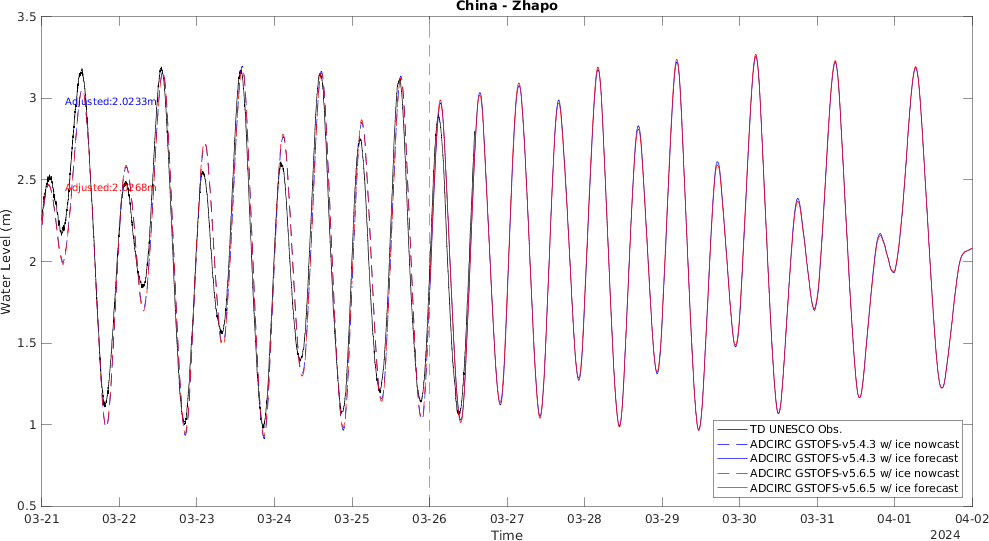 China - Zhapo
3.5
3
2.5
2
1.5
1
0.5
Water Level (m)
Adjusted:2.0233m
Adjusted:2.0268m
TD UNESCO Obs.
ADCIRC GSTOFS-v5.4.3 w/ ice nowcast
ADCIRC GSTOFS-v5.4.3 w/ ice forecast
ADCIRC GSTOFS-v5.6.5 w/ ice nowcast
ADCIRC GSTOFS-v5.6.5 w/ ice forecast
03-21 03-22 03-23 03-24 03-25 03-26 03-27 03-28 03-29 03-30 03-31 04-01 04-02
Time
2024